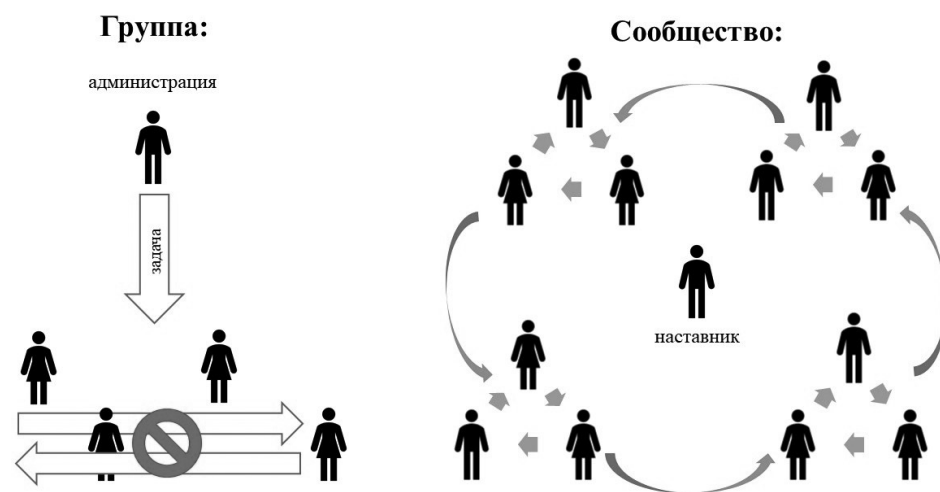 Группа:
администрация
задача
Сообщество:
наставник